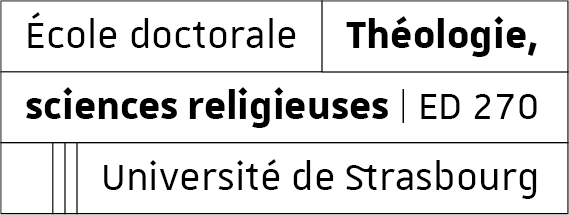 École doctorale Théologie,
sciences religieuses | ED 270
Université de Strasbourg